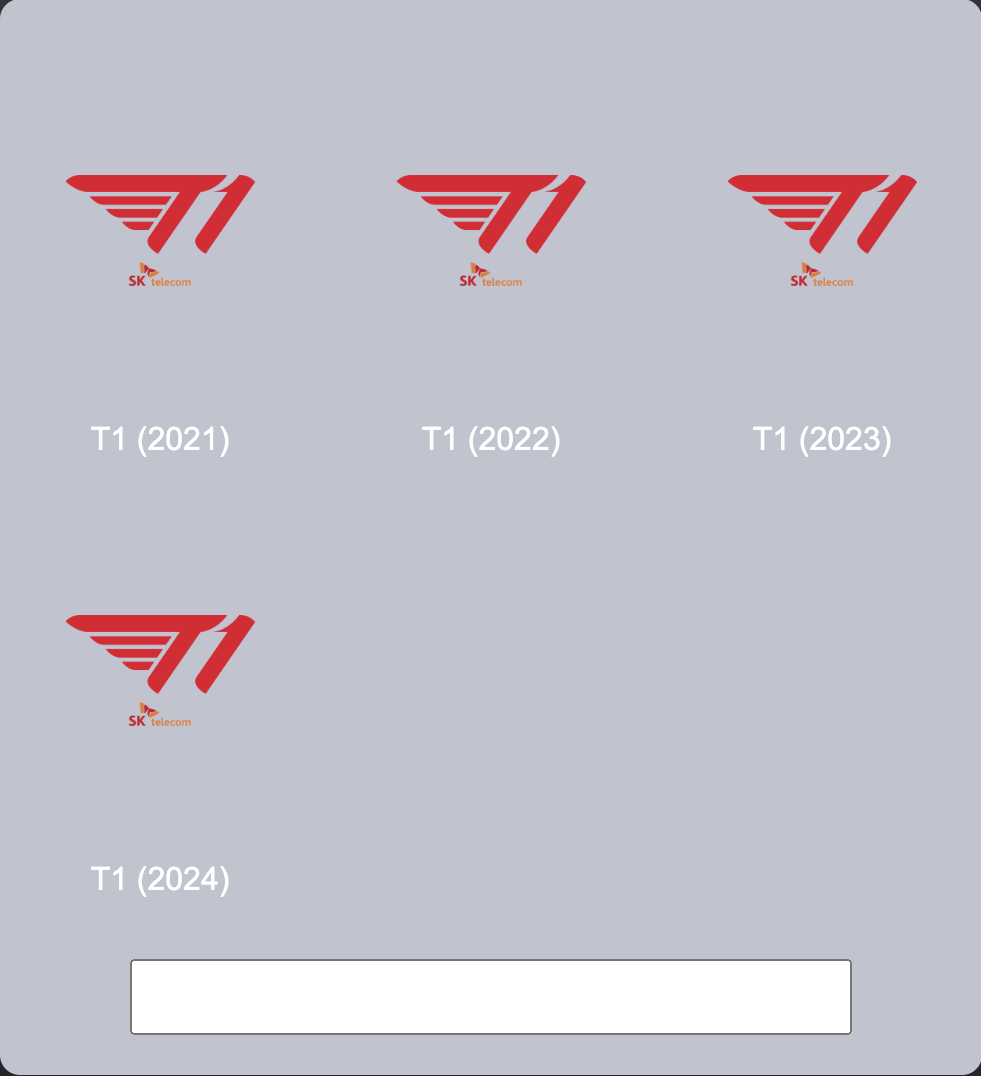 T1 T1 T1
SK telecom SK telecom SK telecom
T1 (2021) T1 (2022) T1 (2023)
T1
SK telecom
T1 (2024)